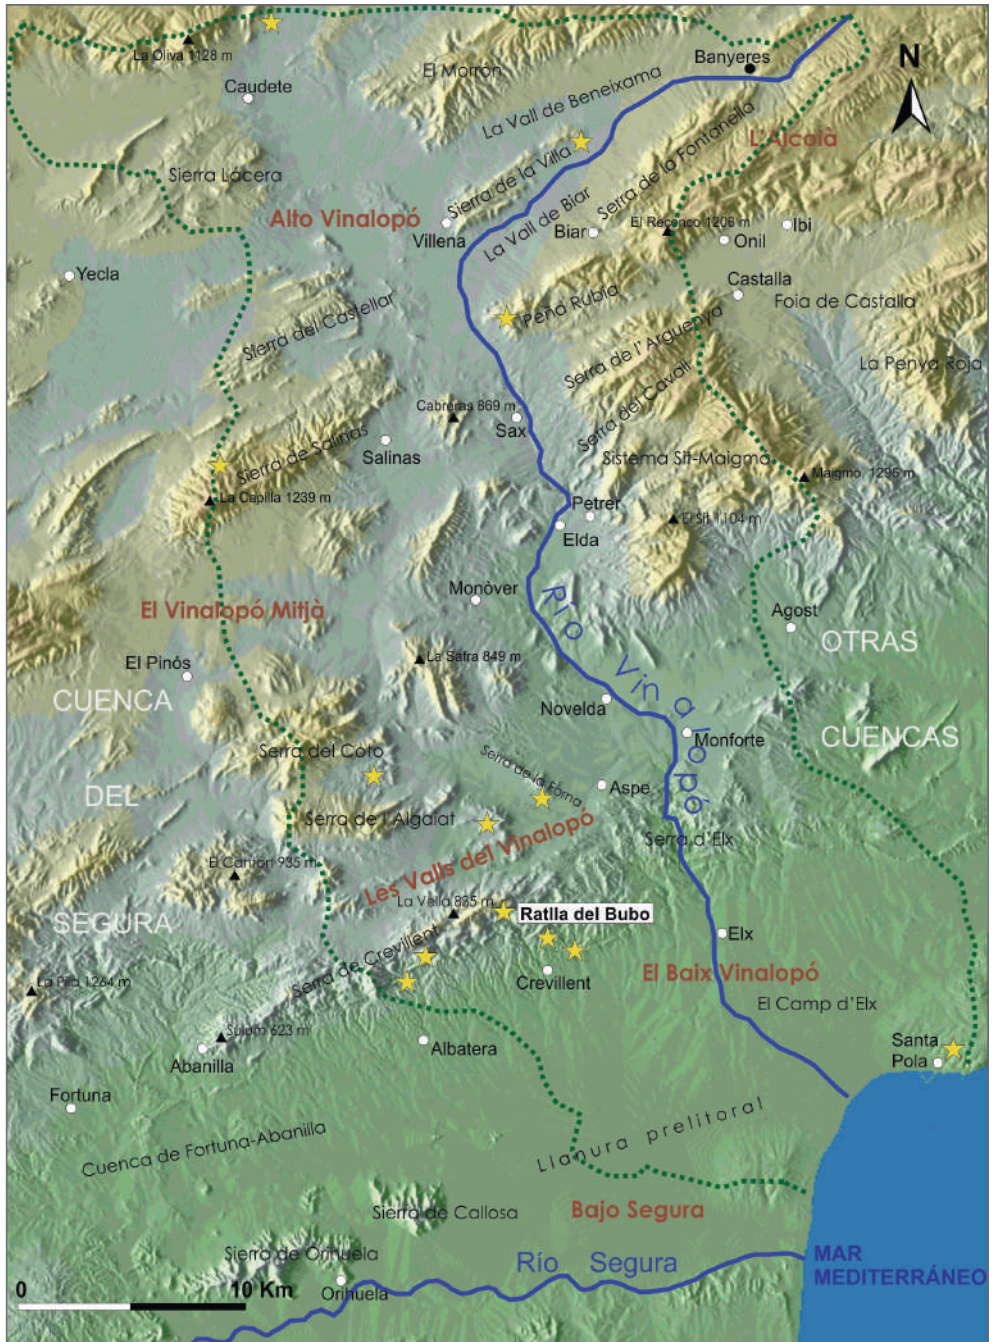 La Oliva 1128 m
El Morrón
Banyeres
N
Caudete
La Vall de Beneixama
L'Alcoià
Serra de la Fontanella
Sierra de la Villa
Sierra Lácera
Alto Vinalopó
La Vall de Biar
El Reconco 1206 m
Ibi
Villena
Biar
Onil
Yecla
Castalla
Foia de Castalla
Peña Rubia
Sierra del Castellar
Serra de l'Arguenya
La Penya Roja
Serra del Cavall
Cabreras 869 m
Sax
Sierra de Salinas
Salinas
Sistema Sit-Maigmó
Maigmó 1296 m
La Capilla 1239 m
Petrer
El Sit 1104 m
Elda
Monòver
El Vinalopó Mitjà
Río Vinalopó
Agost
OTRAS
La Safra 849 m
El Pinós
CUENCA
Novelda
Monforte
CUENCAS
Serra del Coto
Serra de la Forna
Aspe
DEL
Serra de l'Algaiat
Serra d'Elx
Les Valls del Vinalopó
El Cantón 935 m
La Vella 835 m
Ratlla del Bubo
SEGURA
Elx
Serra de Crevillent
Crevillent
El Baix Vinalopó
La Pila 1264 m
El Camp d'Elx
Súlum 623 m
Albatera
Santa
Pola
Abanilla
Fortuna
Llanura prelitoral
Cuenca de Fortuna-Abanilla
Sierra de Callosa
Bajo Segura
Sierra de Orihuela
Río Segura
MAR
MEDITERRÁNEO
0 10 Km
Orihuela